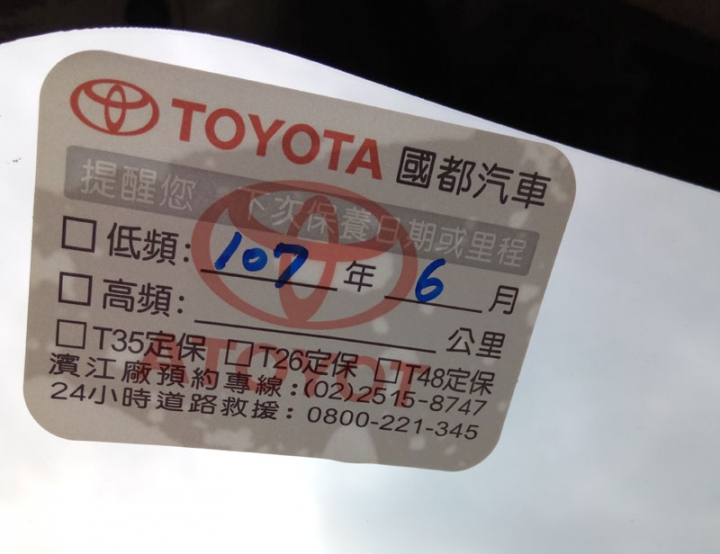 TOYOTA 國都汽車
提醒您 下次保養日期或里程
□低頻: 107 年 6 月
□高頻: 公里
□T35定保 □T26定保 □T48定保
濱江廠預約專線:(02)2515-8747
24小時道路救援: 0800-221-345